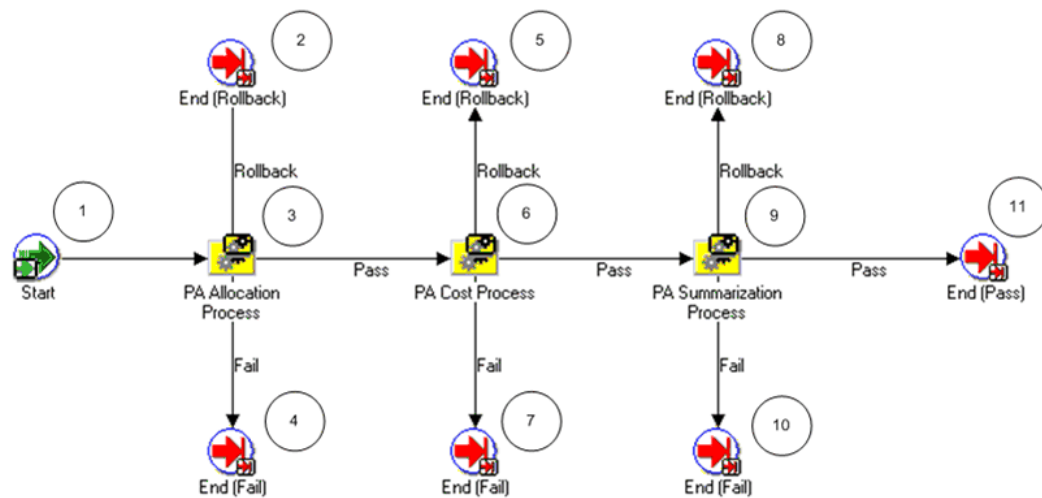 2
5
8
End (Rollback)
End (Rollback)
End (Rollback)
Rollback
Rollback
Rollback
1
3
6
9
11
Start
PA Allocation
Process
Pass
PA Cost Process
Pass
PA Summarization
Process
Pass
End (Pass)
Fail
Fail
Fail
4
7
10
End (Fail)
End (Fail)
End (Fail)